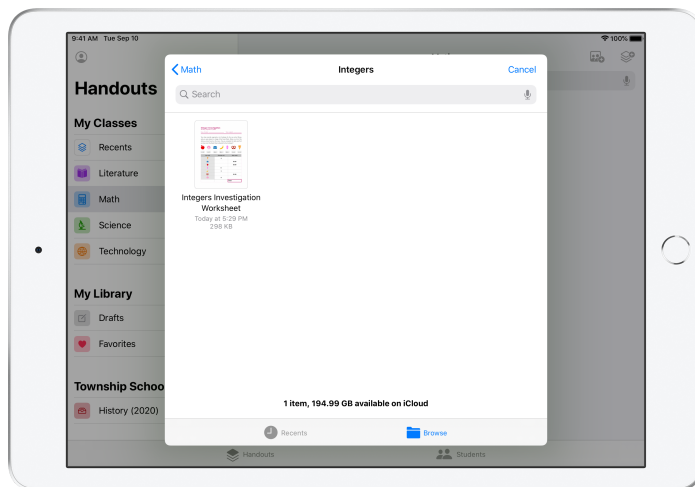 9:41 AM Tue Sep 10
100%
Handouts
My Classes
Recents
Literature
Math
Science
Technology
My Library
Drafts
Favorites
Township Schoo
History (2020)
Math
Integers
Cancel
Search
Integers Investigation
Worksheet
Today at 5:29 PM
298 KB
1 item, 194.99 GB available on iCloud
Recents
Browse
Handouts
Students